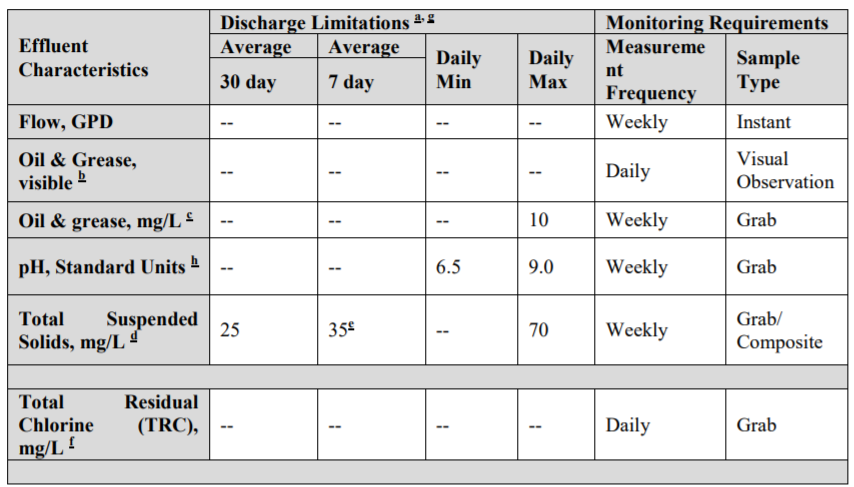 Effluent Characteristics | Discharge Limitations a, g | Monitoring Requirements
Average 30 day | Average 7 day | Daily Min | Daily Max | Measureme nt Frequency | Sample Type
Flow, GPD | -- | -- | -- | -- | Weekly | Instant
Oil & Grease, visible b | -- | -- | -- | -- | Daily | Visual Observation
Oil & grease, mg/L c | -- | -- | -- | 10 | Weekly | Grab
pH, Standard Units h | -- | -- | 6.5 | 9.0 | Weekly | Grab
Total Suspended Solids, mg/L d | 25 | 35e | -- | 70 | Weekly | Grab/ Composite
Total Residual Chlorine (TRC), mg/L f | -- | -- | -- | -- | Daily | Grab